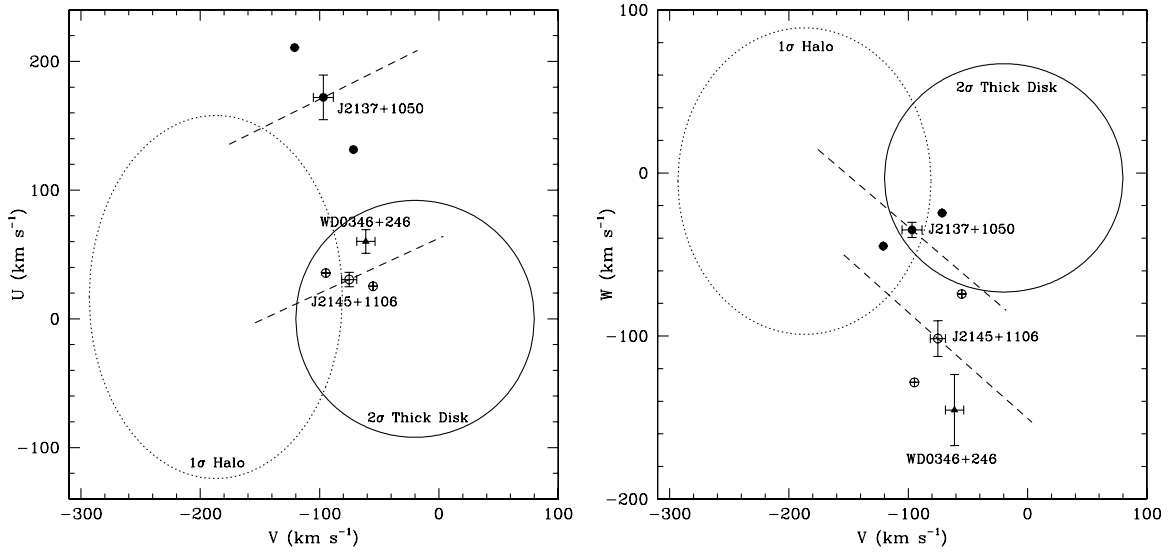 200
100
0
−100
U (km s⁻¹)
J2137+1050
WD0346+246
J2145+1106
2σ Thick Disk
1σ Halo
−300
−200
−100
0
100
V (km s⁻¹)
100
0
−100
−200
W (km s⁻¹)
1σ Halo
2σ Thick Disk
J2137+1050
J2145+1106
WD0346+246
−300
−200
−100
0
100
V (km s⁻¹)